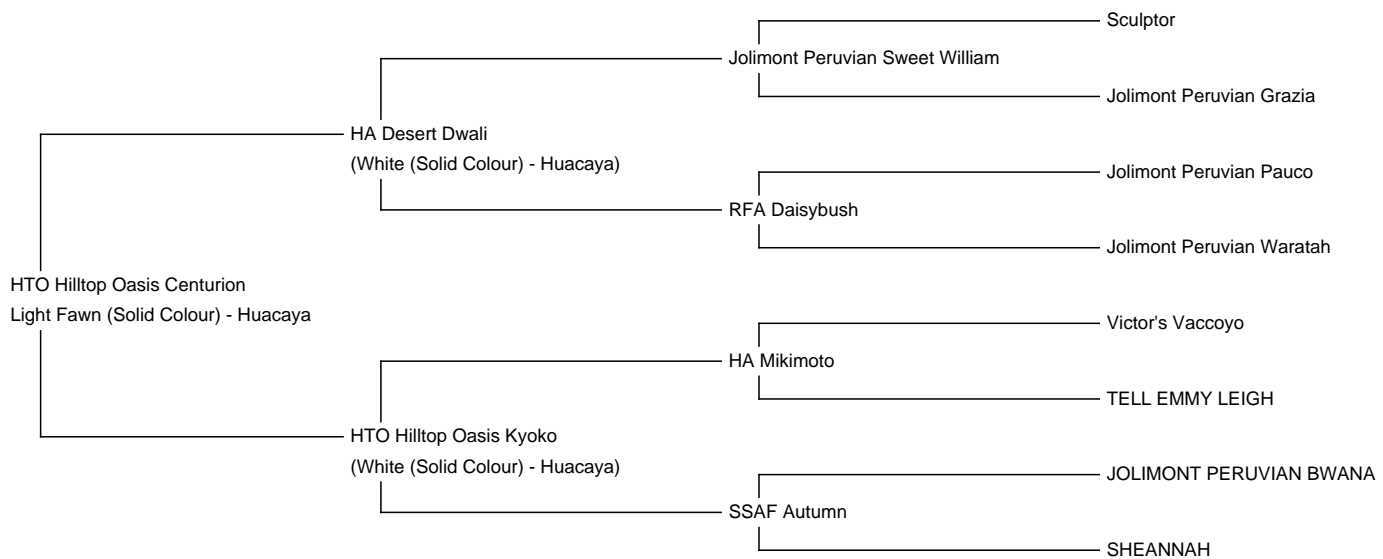 Sculptor
Jolimont Peruvian Sweet William
Jolimont Peruvian Grazia
HA Desert Dwali
(White (Solid Colour) - Huacaya)
Jolimont Peruvian Pauco
RFA Daisybush
Jolimont Peruvian Waratah
HTO Hilltop Oasis Centurion
Light Fawn (Solid Colour) - Huacaya
Victor's Vaccoyo
HA Mikimoto
TELL EMMY LEIGH
HTO Hilltop Oasis Kyoko
(White (Solid Colour) - Huacaya)
JOLIMONT PERUVIAN BWANA
SSAF Autumn
SHEANNAH